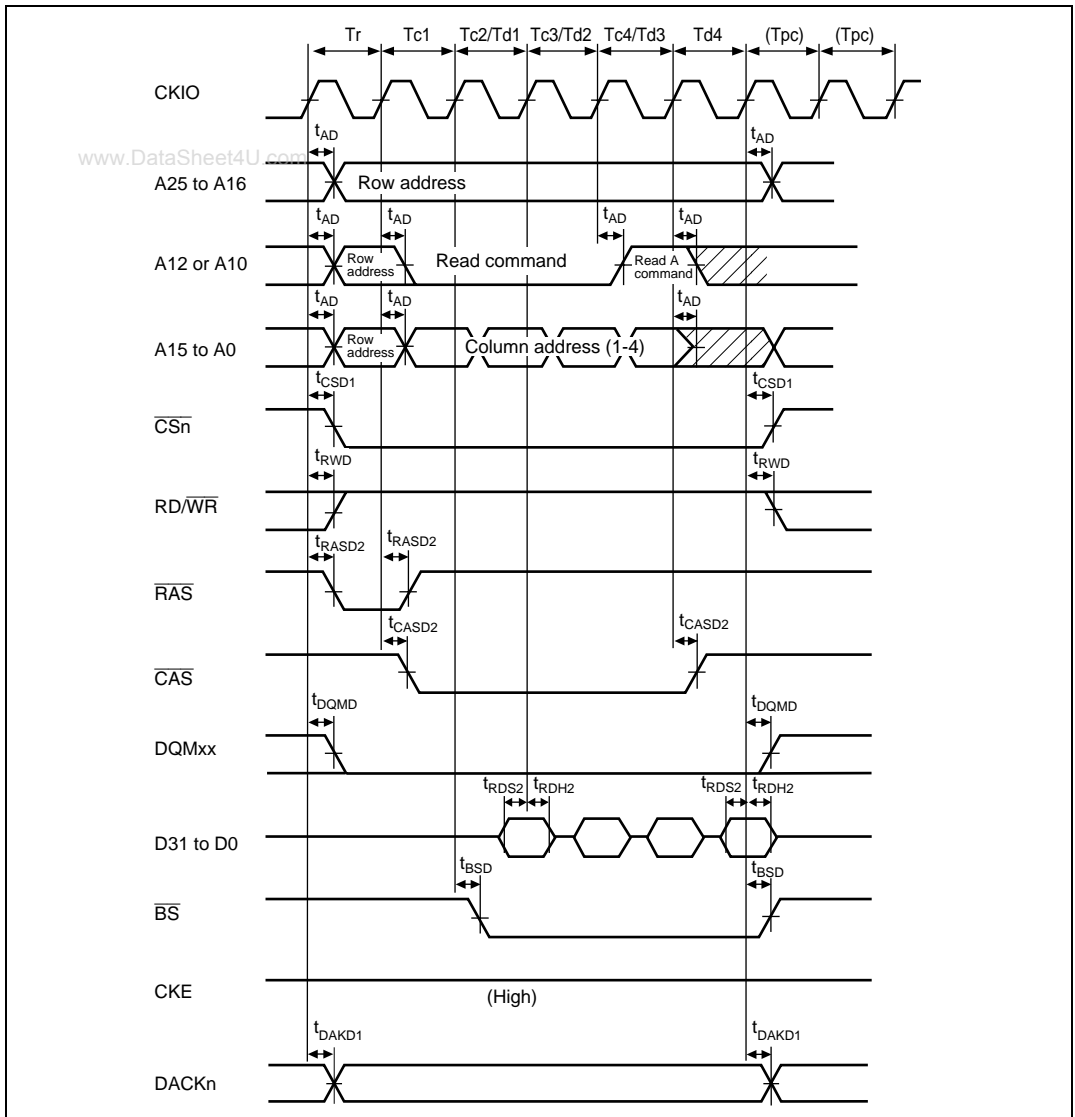 Tr Tc1 Tc2/Td1 Tc3/Td2 Tc4/Td3 Td4 (Tpc) (Tpc)
CKIO
www.DataSheet4U.com
tAD tAD
A25 to A16 Row address
tAD tAD tAD tAD
A12 or A10 Row address Read command Read A command
tAD tAD tAD
A15 to A0 Row address Column address (1-4)
tCSD1 tCSD1
CSn
tRWD tRWD
RD/WR
tRASD2 tRASD2
RAS
tCASD2 tCASD2
CAS
tDQMD tDQMD
DQMxx
tRDS2 tRDH2 tRDS2 tRDH2
D31 to D0
tBSD tBSD
BS
CKE (High)
tDAKD1 tDAKD1
DACKn